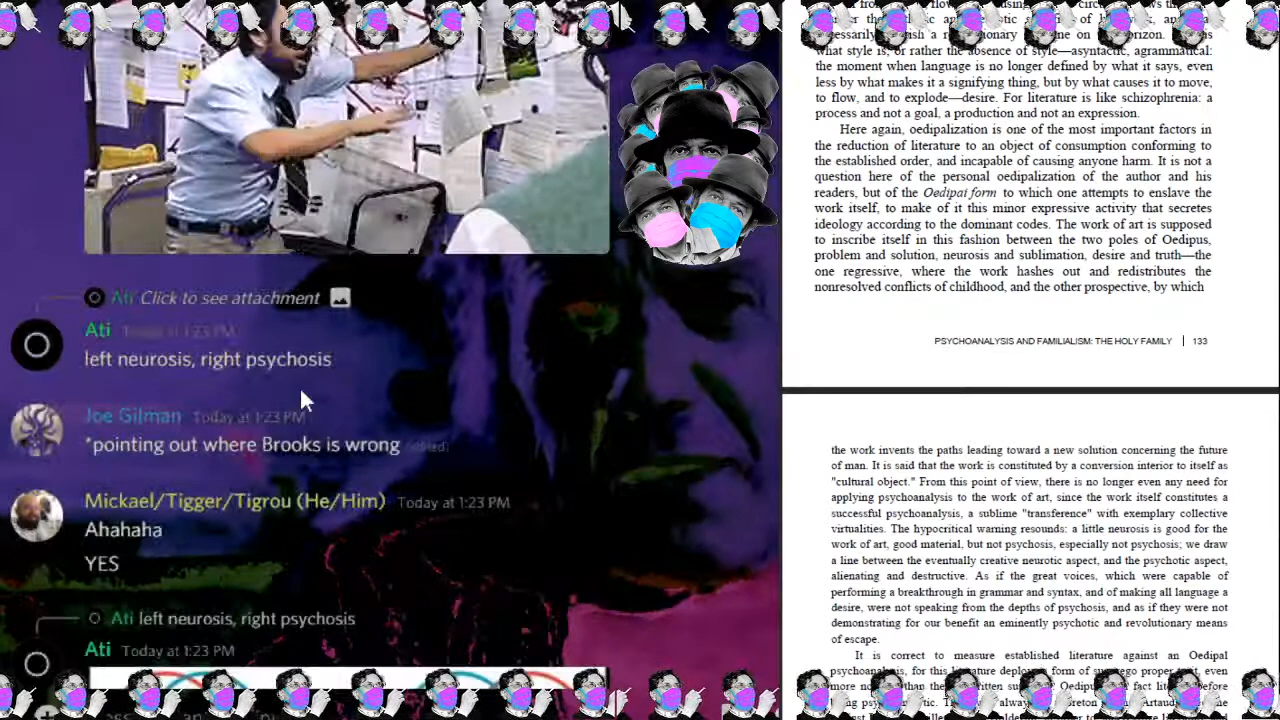 Ati Click to see attachment
Ati Today at 1:23 PM
left neurosis, right psychosis
Joe Gilman Today at 1:23 PM
*pointing out where Brooks is wrong (edited)
Mickael/Tigger/Tigrou (He/Him) Today at 1:23 PM
Ahahaha
YES
Ati left neurosis, right psychosis
Ati Today at 1:23 PM
what style is, or rather the absence of style—asyntactic, agrammatical:
the moment when language is no longer defined by what it says, even
less by what makes it a signifying thing, but by what causes it to move,
to flow, and to explode—desire. For literature is like schizophrenia: a
process and not a goal, a production and not an expression.
Here again, oedipalization is one of the most important factors in
the reduction of literature to an object of consumption conforming to
the established order, and incapable of causing anyone harm. It is not a
question here of the personal oedipalization of the author and his
readers, but of the Oedipal form to which one attempts to enslave the
work itself, to make of it this minor expressive activity that secretes
ideology according to the dominant codes. The work of art is supposed
to inscribe itself in this fashion between the two poles of Oedipus,
problem and solution, neurosis and sublimation, desire and truth—the
one regressive, where the work hashes out and redistributes the
nonresolved conflicts of childhood, and the other prospective, by which
PSYCHOANALYSIS AND FAMILIALISM: THE HOLY FAMILY | 133
the work invents the paths leading toward a new solution concerning the future
of man. It is said that the work is constituted by a conversion interior to itself as
"cultural object." From this point of view, there is no longer even any need for
applying psychoanalysis to the work of art, since the work itself constitutes a
successful psychoanalysis, a sublime "transference" with exemplary collective
virtualities. The hypocritical warning resounds: a little neurosis is good for the
work of art, good material, but not psychosis, especially not psychosis; we draw
a line between the eventually creative neurotic aspect, and the psychotic aspect,
alienating and destructive. As if the great voices, which were capable of
performing a breakthrough in grammar and syntax, and of making all language a
desire, were not speaking from the depths of psychosis, and as if they were not
demonstrating for our benefit an eminently psychotic and revolutionary means
of escape.
It is correct to measure established literature against an Oedipal